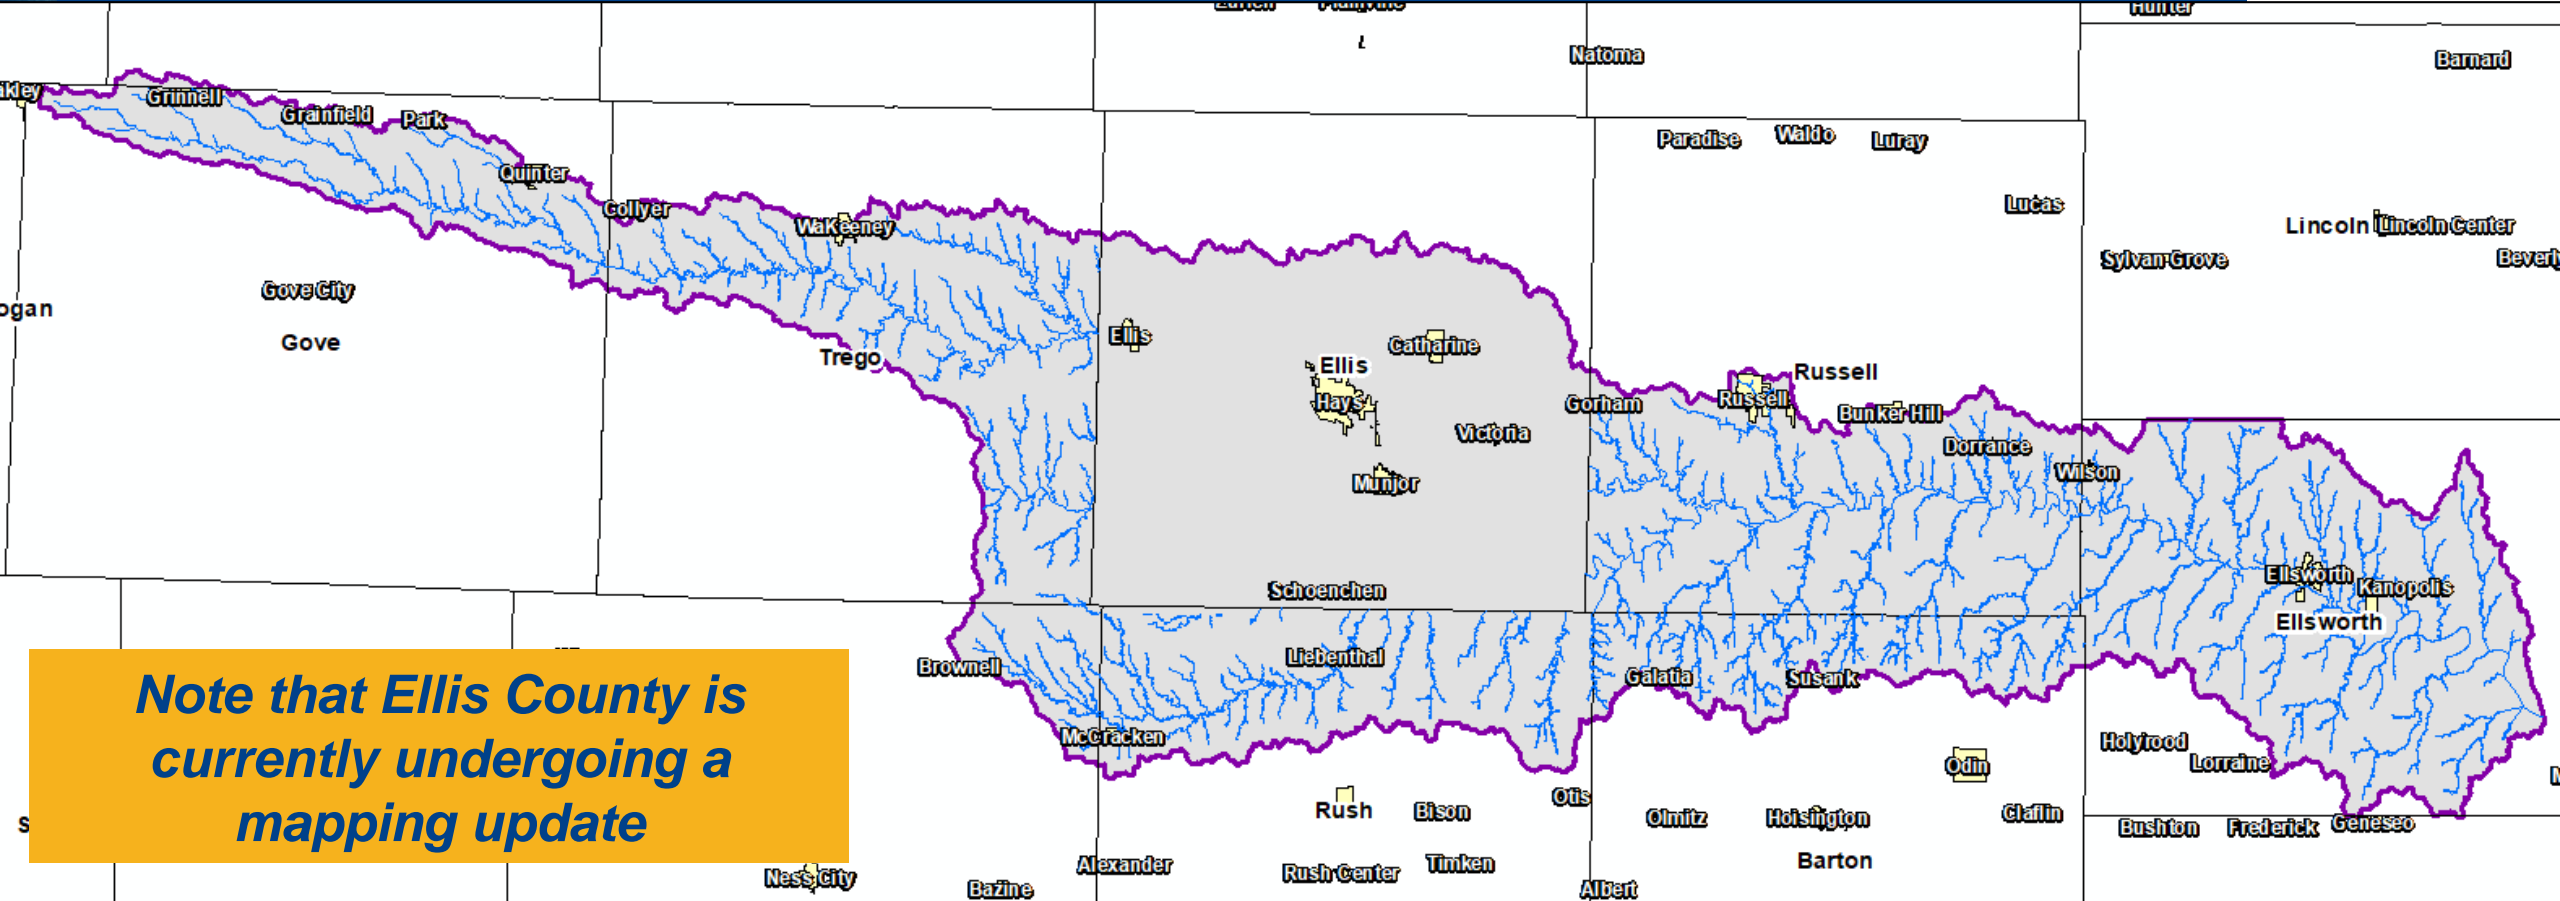 Hunter
Natoma
Barnard
Grinnell
Grainfield
Park
Paradise
Waldo
Luray
Quinter
Collyer
Lucas
WaKeeney
Lincoln
Lincoln Center
Sylvan Grove
Beverly
Gove City
Gove
Trego
Ellis
Ellis
Catharine
Hays
Victoria
Munjor
Schoenchen
Gorham
Russell
Russell
Bunker Hill
Dorrance
Wilson
Ellsworth
Kanopolis
Ellsworth
Brownell
Liebenthal
Galatia
Susank
McCracken
Holyrood
Lorraine
Odin
Rush
Bison
Otis
Olmitz
Hoisington
Claflin
Bushton
Frederick
Geneseo
Barton
Ness City
Bazine
Alexander
Rush Center
Timken
Albert
Note that Ellis County is
currently undergoing a
mapping update